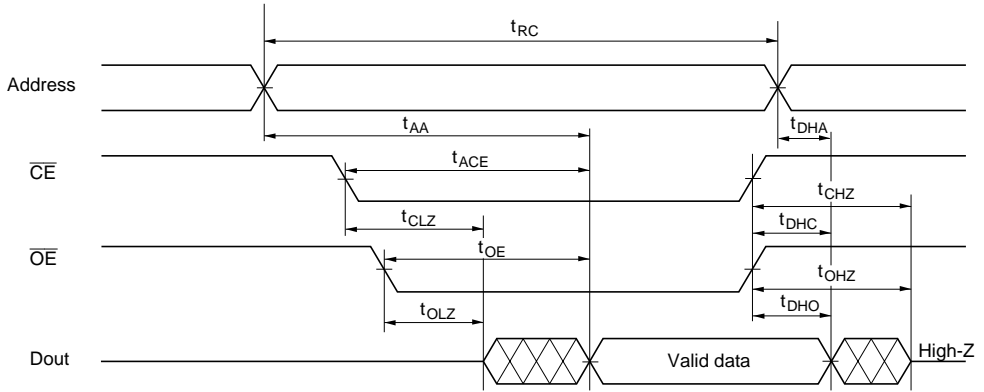 tRC
Address
tAA
tDHA
CE
tACE
tCHZ
tCLZ
tDHC
OE
tOE
tOHZ
tOLZ
tDHO
Dout
Valid data
High-Z